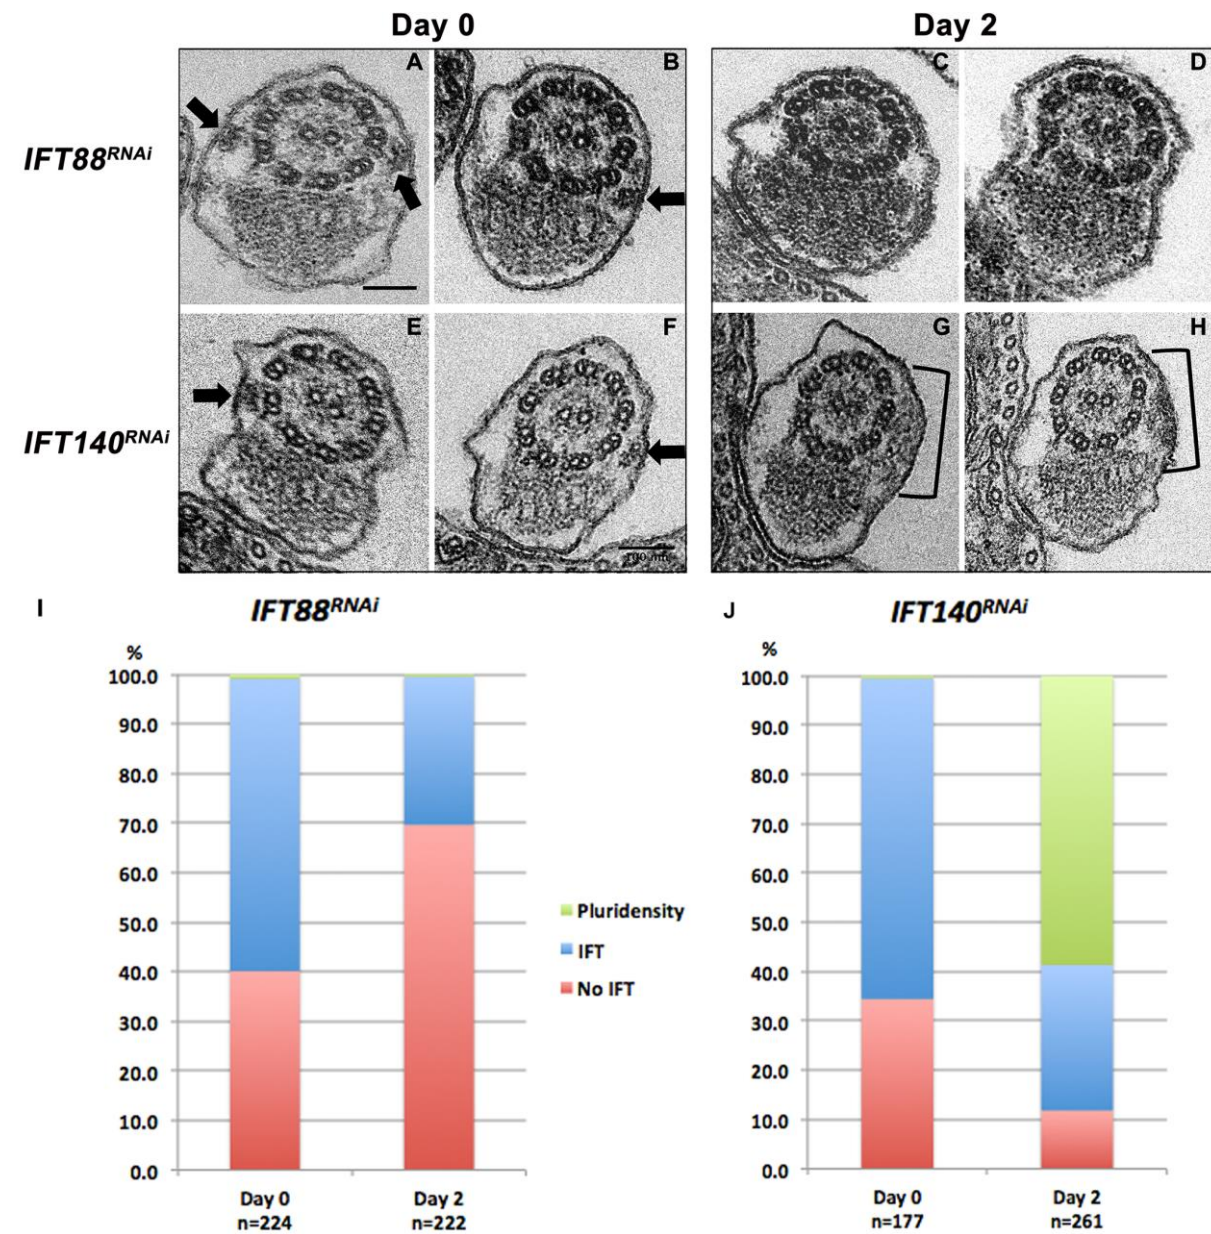 Day 0
Day 2
IFT88RNAi
A
B
C
D
IFT140RNAi
E
F
G
H
100 nm
I
IFT88RNAi
J
IFT140RNAi
%
100.0
90.0
80.0
70.0
60.0
50.0
40.0
30.0
20.0
10.0
0.0
Day 0
n=224
Day 2
n=222
Pluridensity
IFT
No IFT
%
100.0
90.0
80.0
70.0
60.0
50.0
40.0
30.0
20.0
10.0
0.0
Day 0
n=177
Day 2
n=261